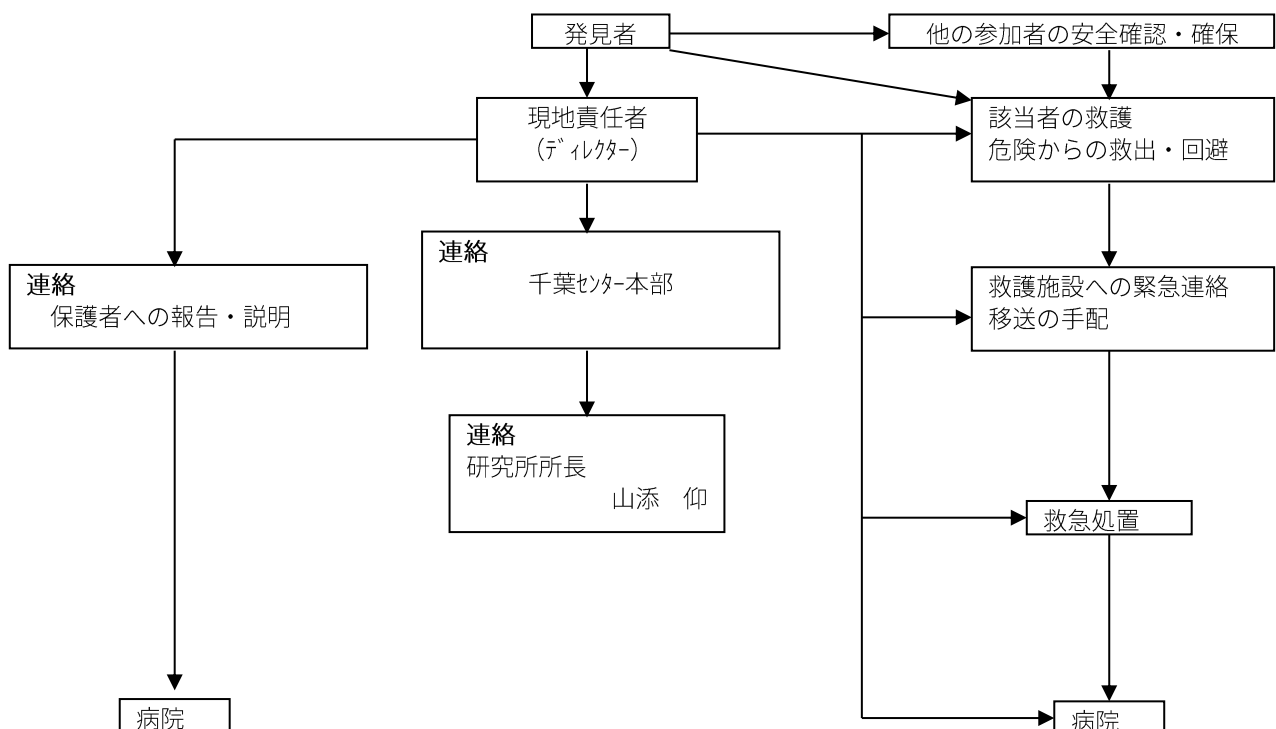 発見者
他の参加者の安全確認・確保
現地責任者
(ﾃﾞｨﾚｸﾀｰ)
該当者の救護
危険からの救出・回避
連絡
千葉ｾﾝﾀｰ本部
連絡
保護者への報告・説明
救護施設への緊急連絡
移送の手配
連絡
研究所所長
山添　仰
救急処置
病院
病院